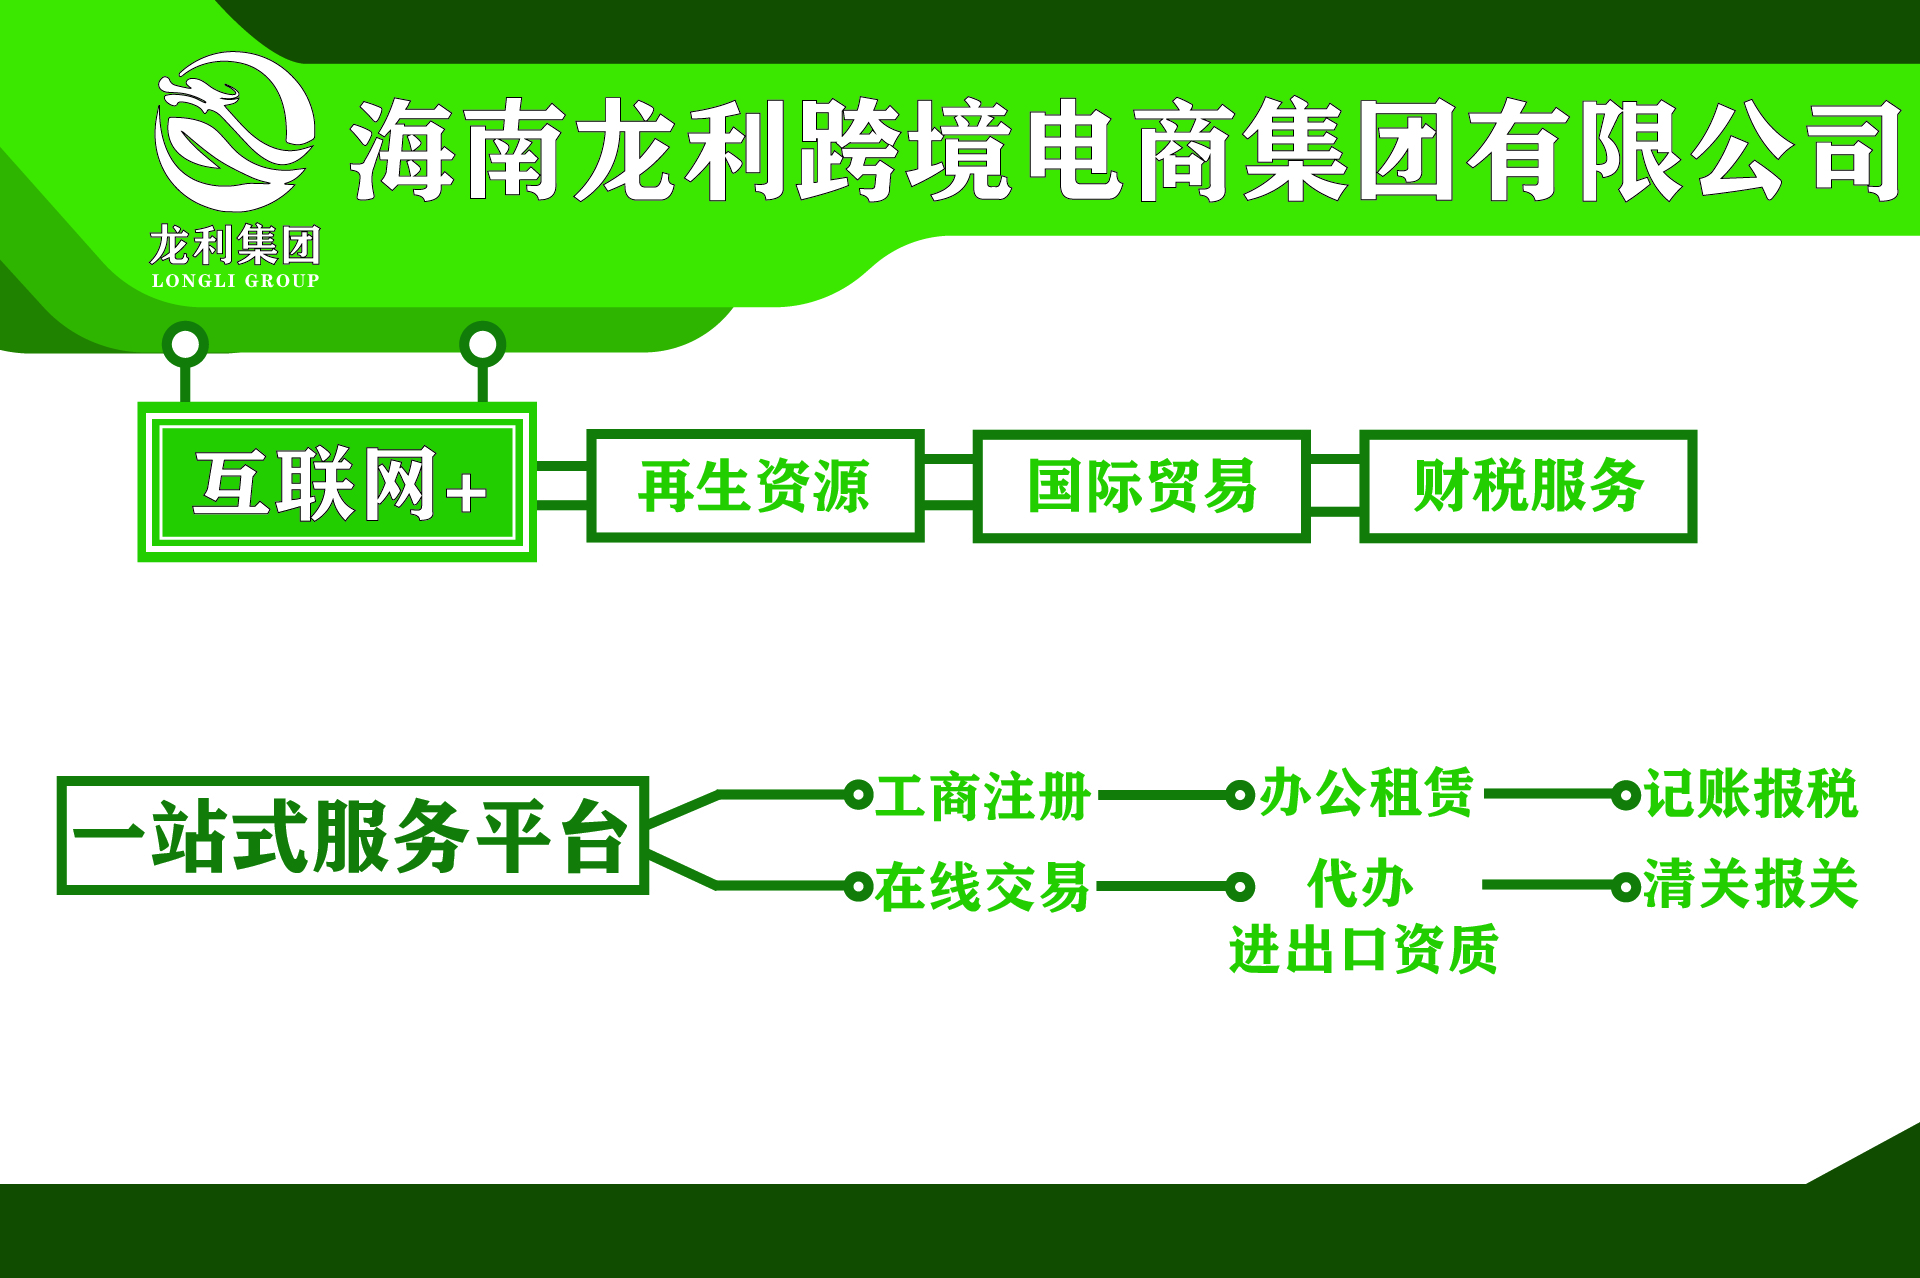 海南龙利跨境电商集团有限公司
龙利集团
LONGLI GROUP
互联网+
再生资源
国际贸易
财税服务
一站式服务平台
工商注册
办公租赁
记账报税
在线交易
代办
进出口资质
清关报关